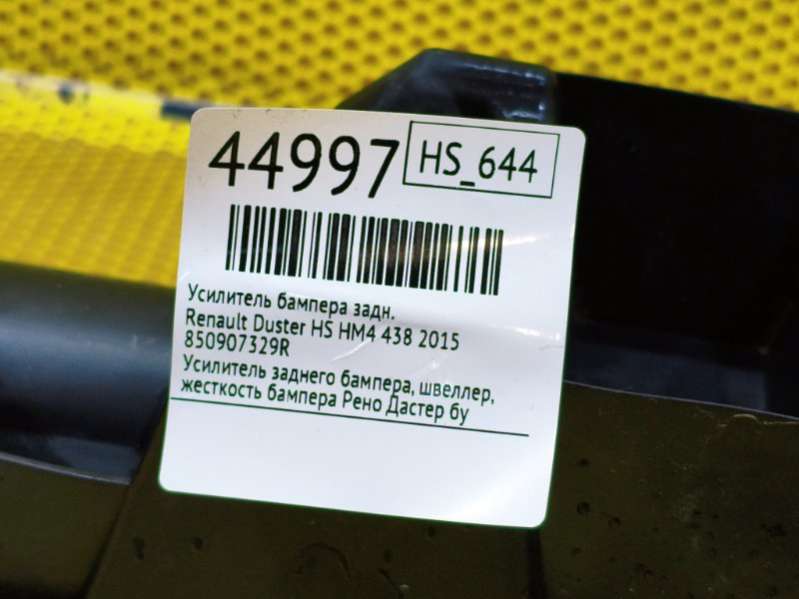 44997
HS_644
Усилитель бампера задн.
Renault Duster HS HM4 438 2015
850907329R
Усилитель заднего бампера, швеллер,
жесткость бампера Рено Дастер бу